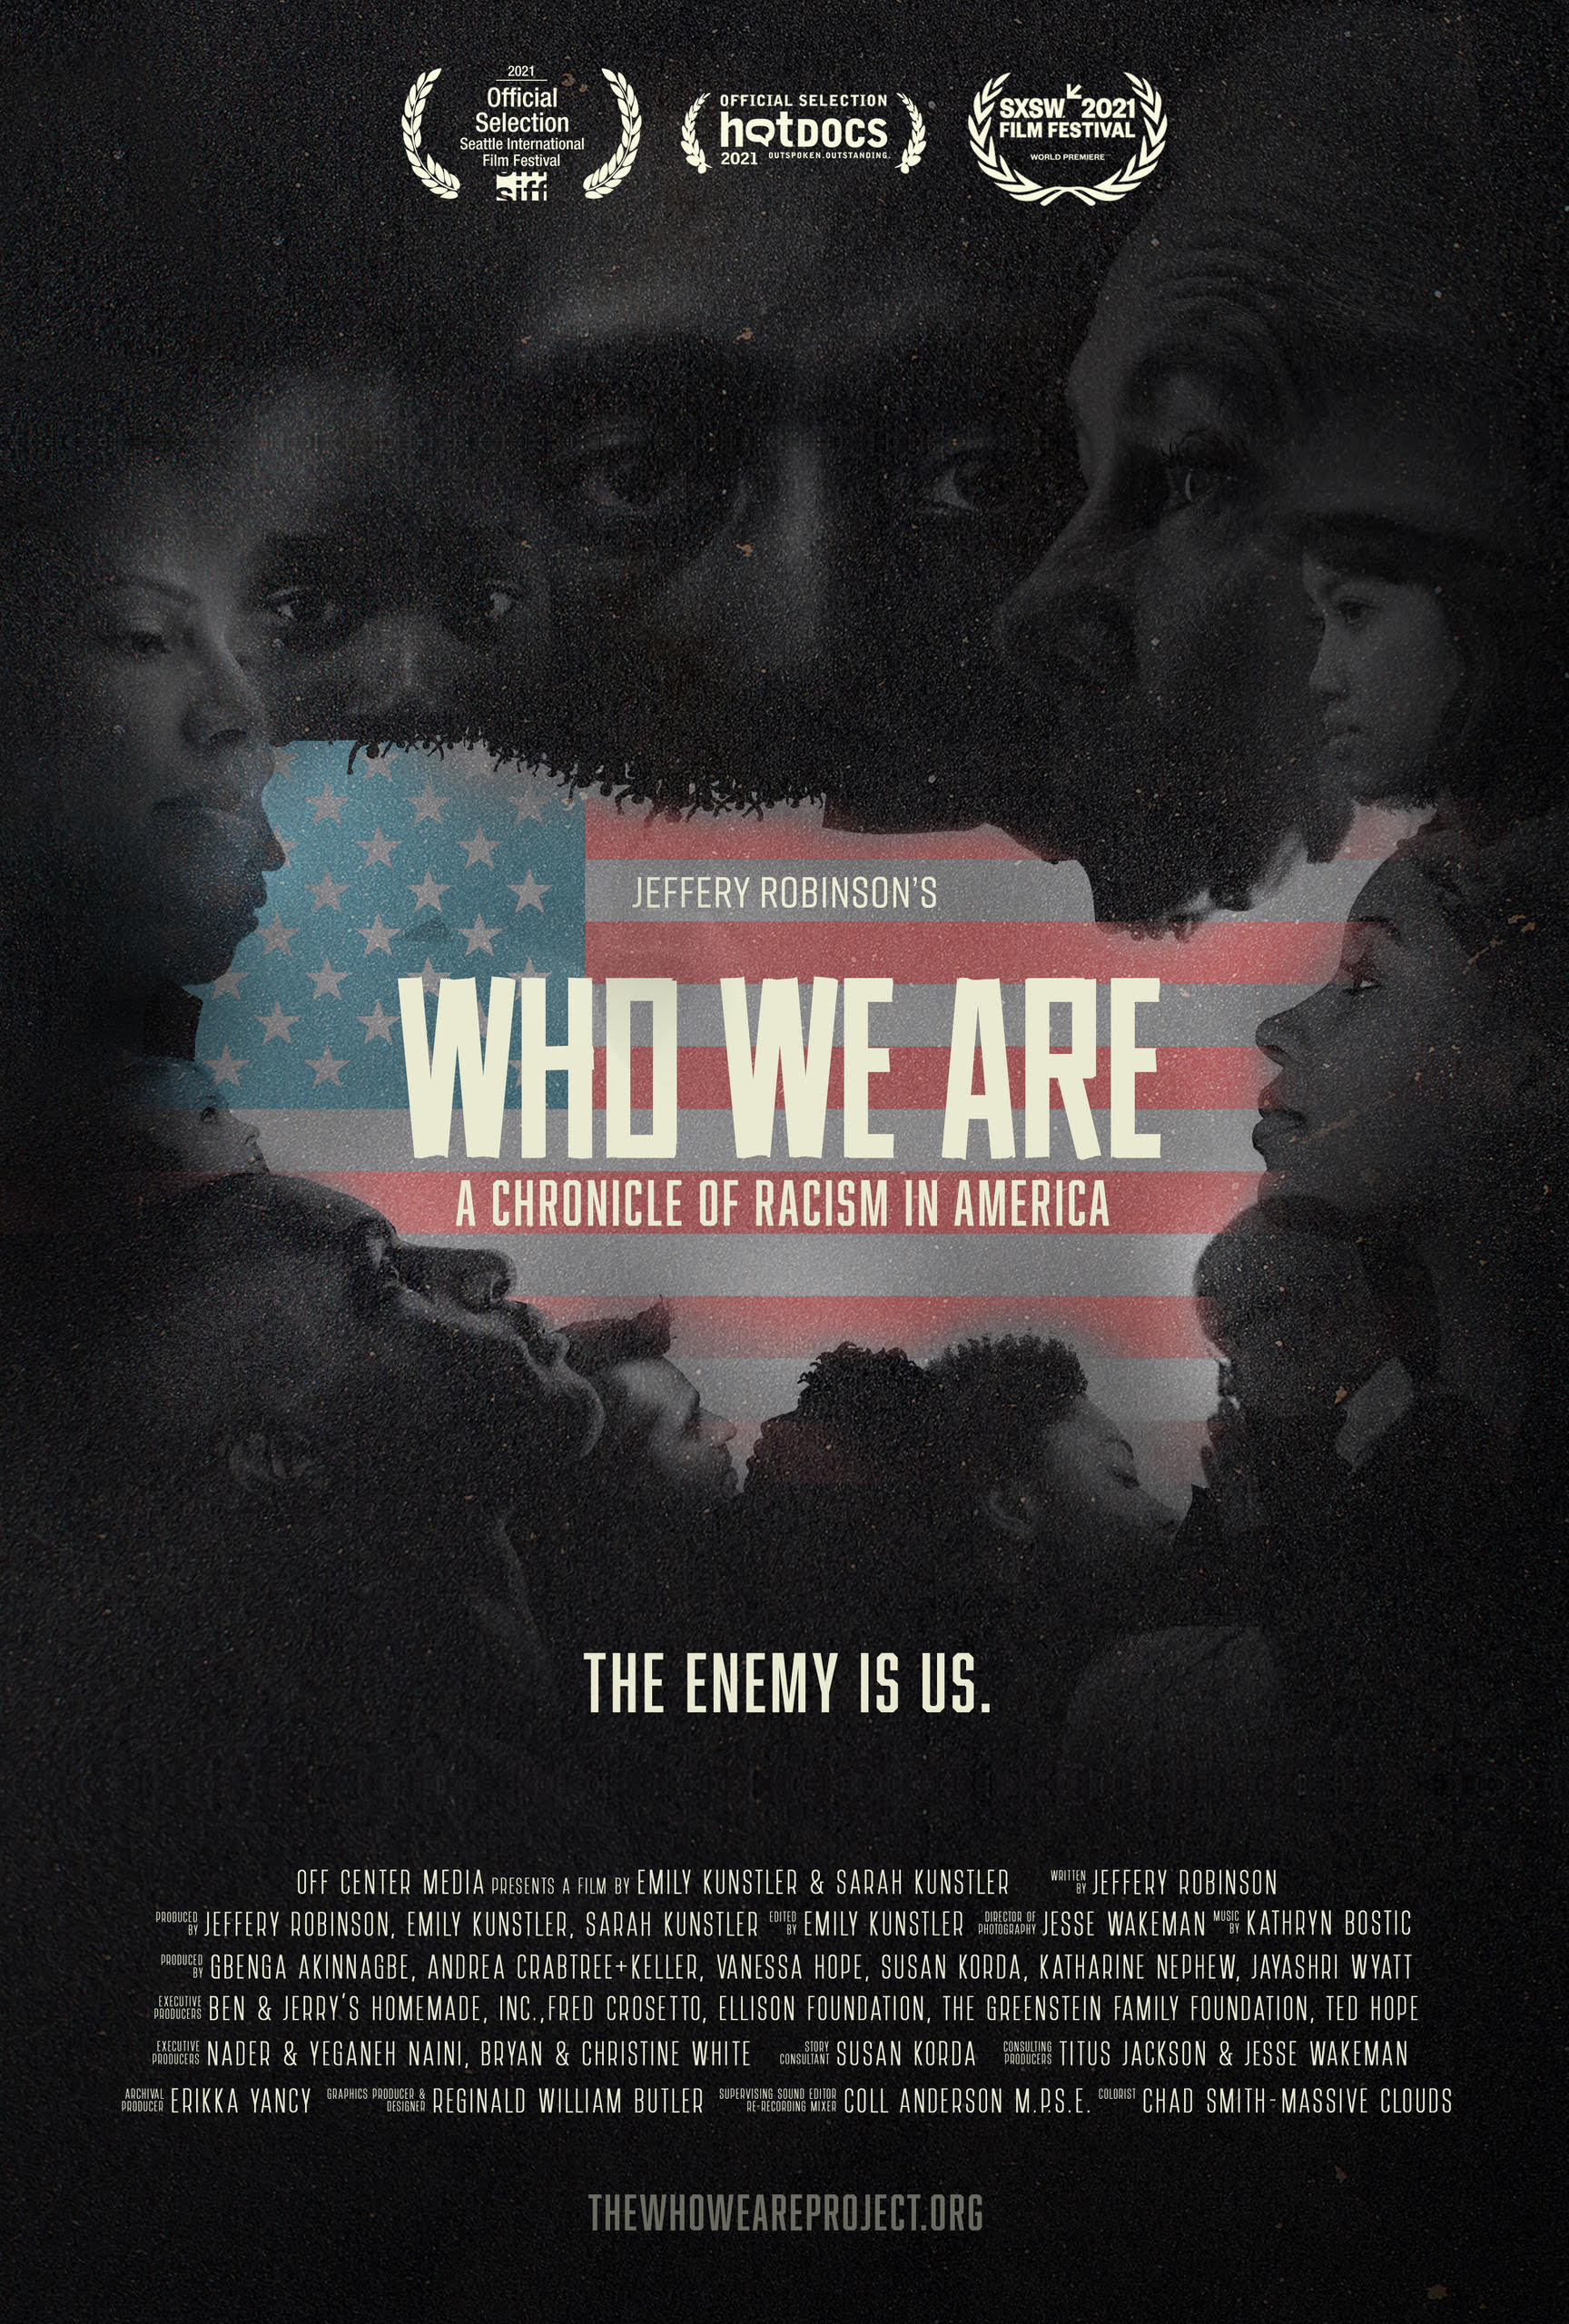 2021
Official
Selection
Seattle International
Film Festival
siff
OFFICIAL SELECTION
hotDOCS
2021 OUTSPOKEN.OUTSTANDING.
SXSW 2021
FILM FESTIVAL
WORLD PREMIERE
JEFFERY ROBINSON'S
WHO WE ARE
A CHRONICLE OF RACISM IN AMERICA
THE ENEMY IS US.
OFF CENTER MEDIA PRESENTS A FILM BY EMILY KUNSTLER & SARAH KUNSTLER WRITTEN BY JEFFERY ROBINSON
PRODUCED BY JEFFERY ROBINSON, EMILY KUNSTLER, SARAH KUNSTLER EDITED BY EMILY KUNSTLER DIRECTOR OF PHOTOGRAPHY JESSE WAKEMAN MUSIC BY KATHRYN BOSTIC
PRODUCED BY GBENGA AKINNAGBE, ANDREA CRABTREE+KELLER, VANESSA HOPE, SUSAN KORDA, KATHARINE NEPHEW, JAYASHRI WYATT
EXECUTIVE PRODUCERS BEN & JERRY'S HOMEMADE, INC.,FRED CROSETTO, ELLISON FOUNDATION, THE GREENSTEIN FAMILY FOUNDATION, TED HOPE
EXECUTIVE PRODUCERS NADER & YEGANEH NAINI, BRYAN & CHRISTINE WHITE STORY CONSULTANT SUSAN KORDA CONSULTING PRODUCERS TITUS JACKSON & JESSE WAKEMAN
ARCHIVAL PRODUCER ERIKKA YANCY GRAPHICS PRODUCER & DESIGNER REGINALD WILLIAM BUTLER SUPERVISING SOUND EDITOR RE-RECORDING MIXER COLL ANDERSON M.P.S.E. COLORIST CHAD SMITH-MASSIVE CLOUDS
THEWHOWEAREPROJECT.ORG